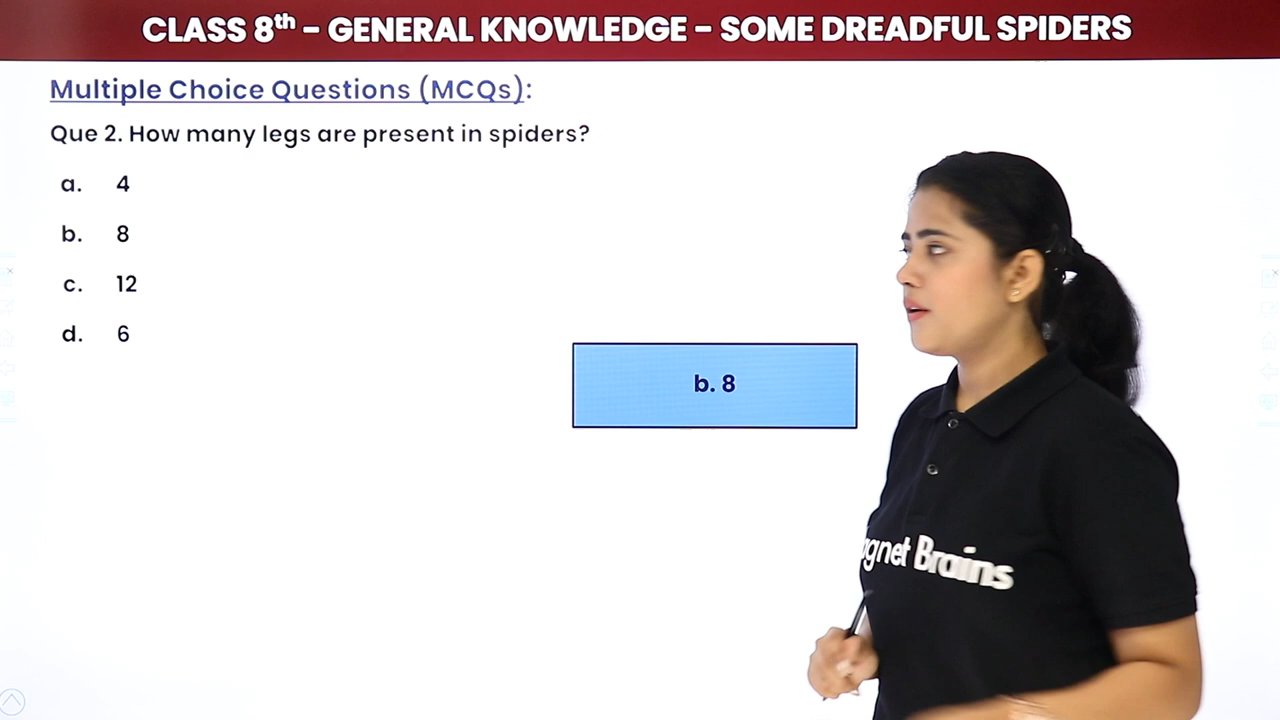 CLASS 8th – GENERAL KNOWLEDGE – SOME DREADFUL SPIDERS
Multiple Choice Questions (MCQs):
Que 2. How many legs are present in spiders?
a. 4
b. 8
c. 12
d. 6
b. 8
gnet Brains